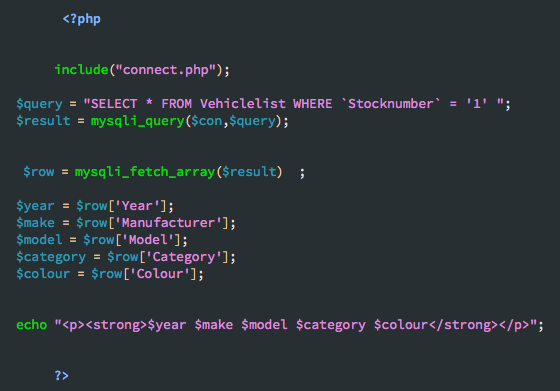 <?php
include("connect.php");
$query = "SELECT * FROM Vehiclelist WHERE `Stocknumber` = '1' ";
$result = mysqli_query($con,$query);
$row = mysqli_fetch_array($result)  ;
$year = $row['Year'];
$make = $row['Manufacturer'];
$model = $row['Model'];
$category = $row['Category'];
$colour = $row['Colour'];
echo "<p><strong>$year $make $model $category $colour</strong></p>";
?>